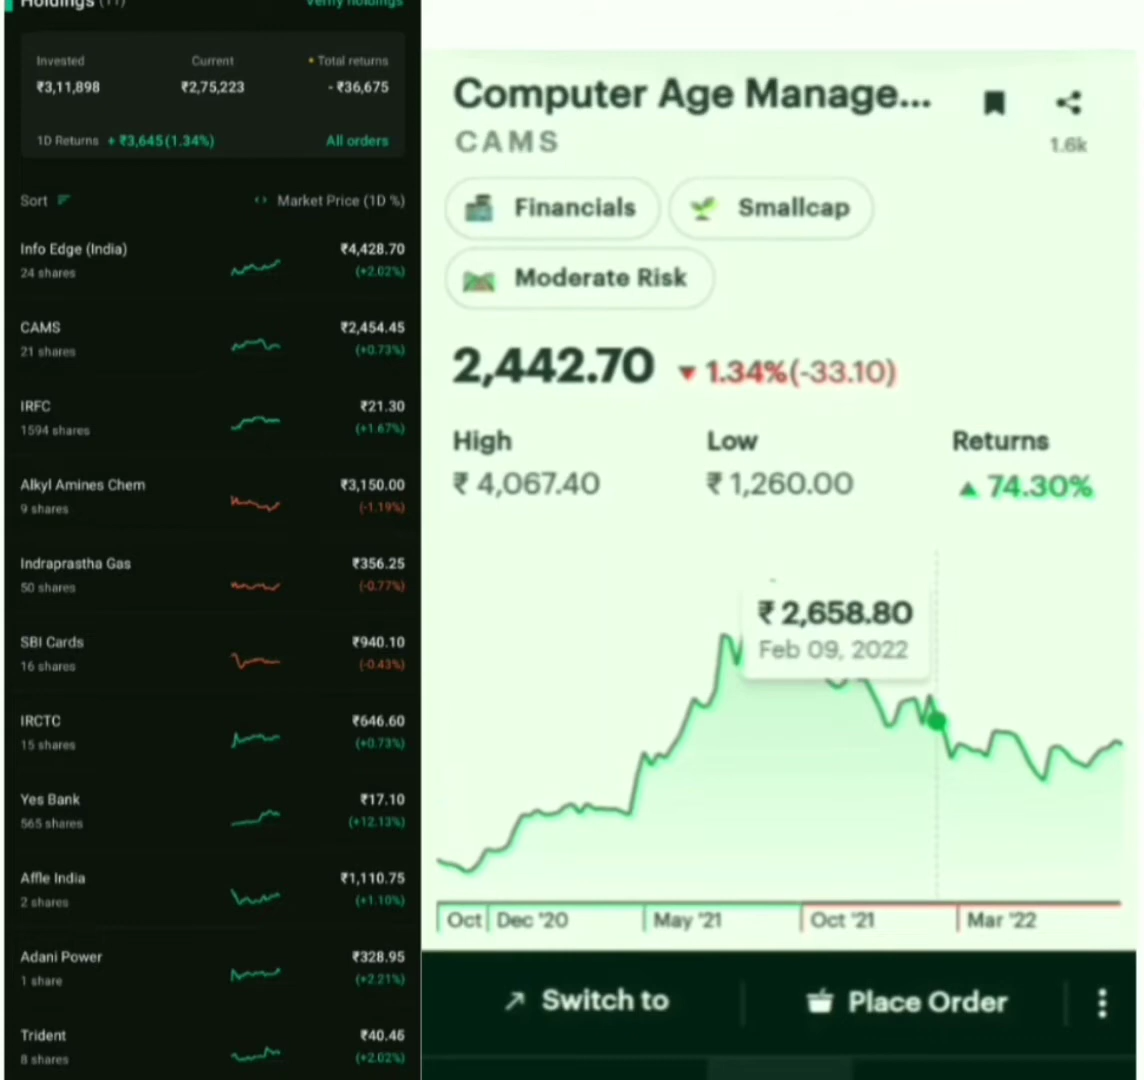 Holdings (11)
Verify holdings
Invested
Current
Total returns
₹3,11,898
₹2,75,223
- ₹36,675
1D Returns + ₹3,645 (1.34%)
All orders
Sort
<> Market Price (1D %)
Info Edge (India)
₹4,428.70
24 shares
(+2.02%)
CAMS
₹2,454.45
21 shares
(+0.73%)
IRFC
₹21.30
1594 shares
(+1.67%)
Alkyl Amines Chem
₹3,150.00
9 shares
(-1.19%)
Indraprastha Gas
₹356.25
50 shares
(-0.77%)
SBI Cards
₹940.10
16 shares
(-0.43%)
IRCTC
₹646.60
15 shares
(+0.73%)
Yes Bank
₹17.10
565 shares
(+12.13%)
Affle India
₹1,110.75
2 shares
(+1.10%)
Adani Power
₹328.95
1 share
(+2.21%)
Trident
₹40.45
8 shares
(+2.02%)
Computer Age Manage...
CAMS
1.6k
Financials
Smallcap
Moderate Risk
2,442.70 ▼ 1.34%(-33.10)
High
Low
Returns
₹ 4,067.40
₹ 1,260.00
▲ 74.30%
₹ 2,658.80
Feb 09, 2022
Oct
Dec '20
May '21
Oct '21
Mar '22
Switch to
Place Order